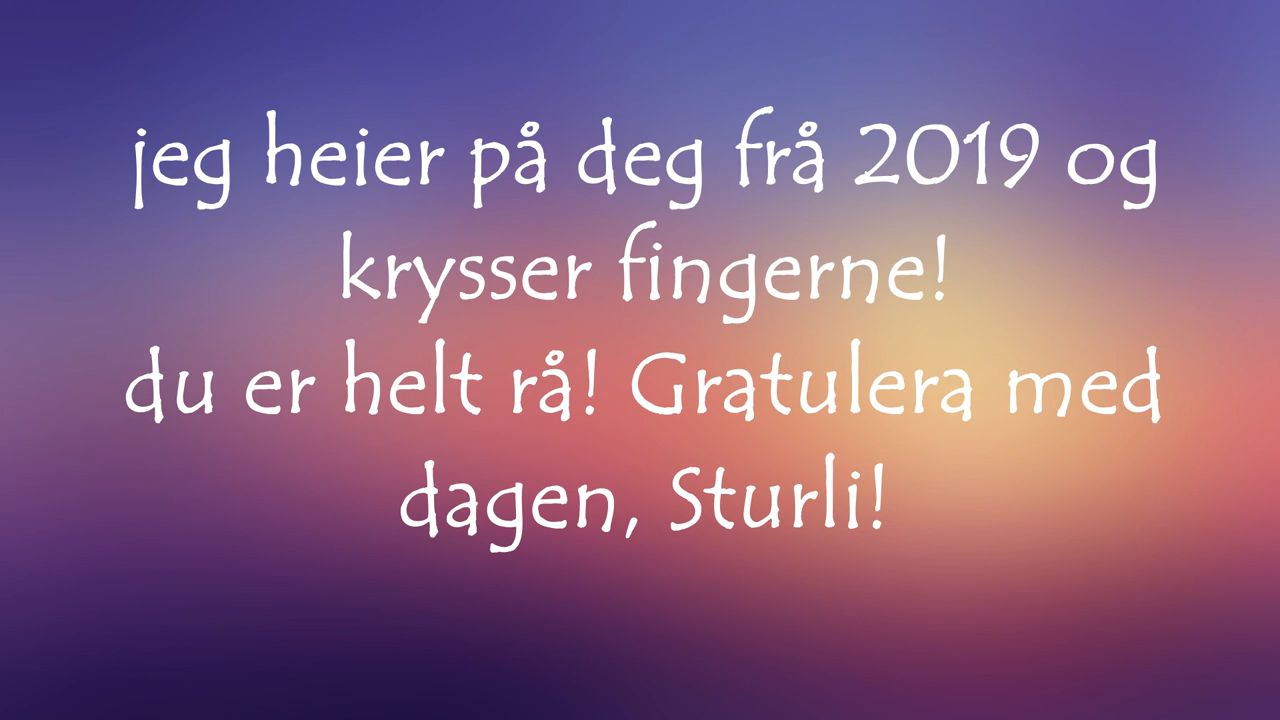 jeg heier på deg frå 2019 og
krysser fingerne!
du er helt rå! Gratulera med
dagen, Sturli!